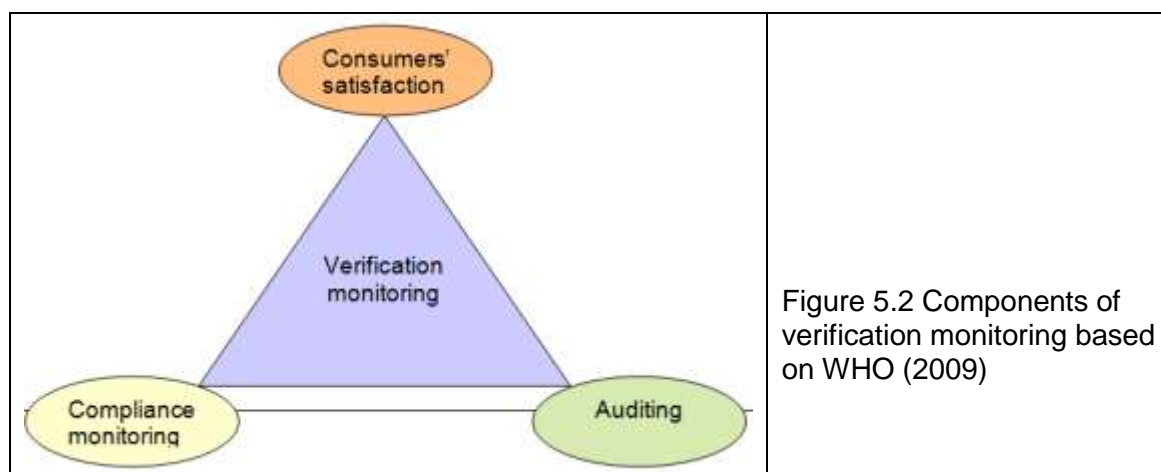 Consumers'
satisfaction
Verification
monitoring
Compliance
monitoring
Auditing
Figure 5.2 Components of
verification monitoring based
on WHO (2009)